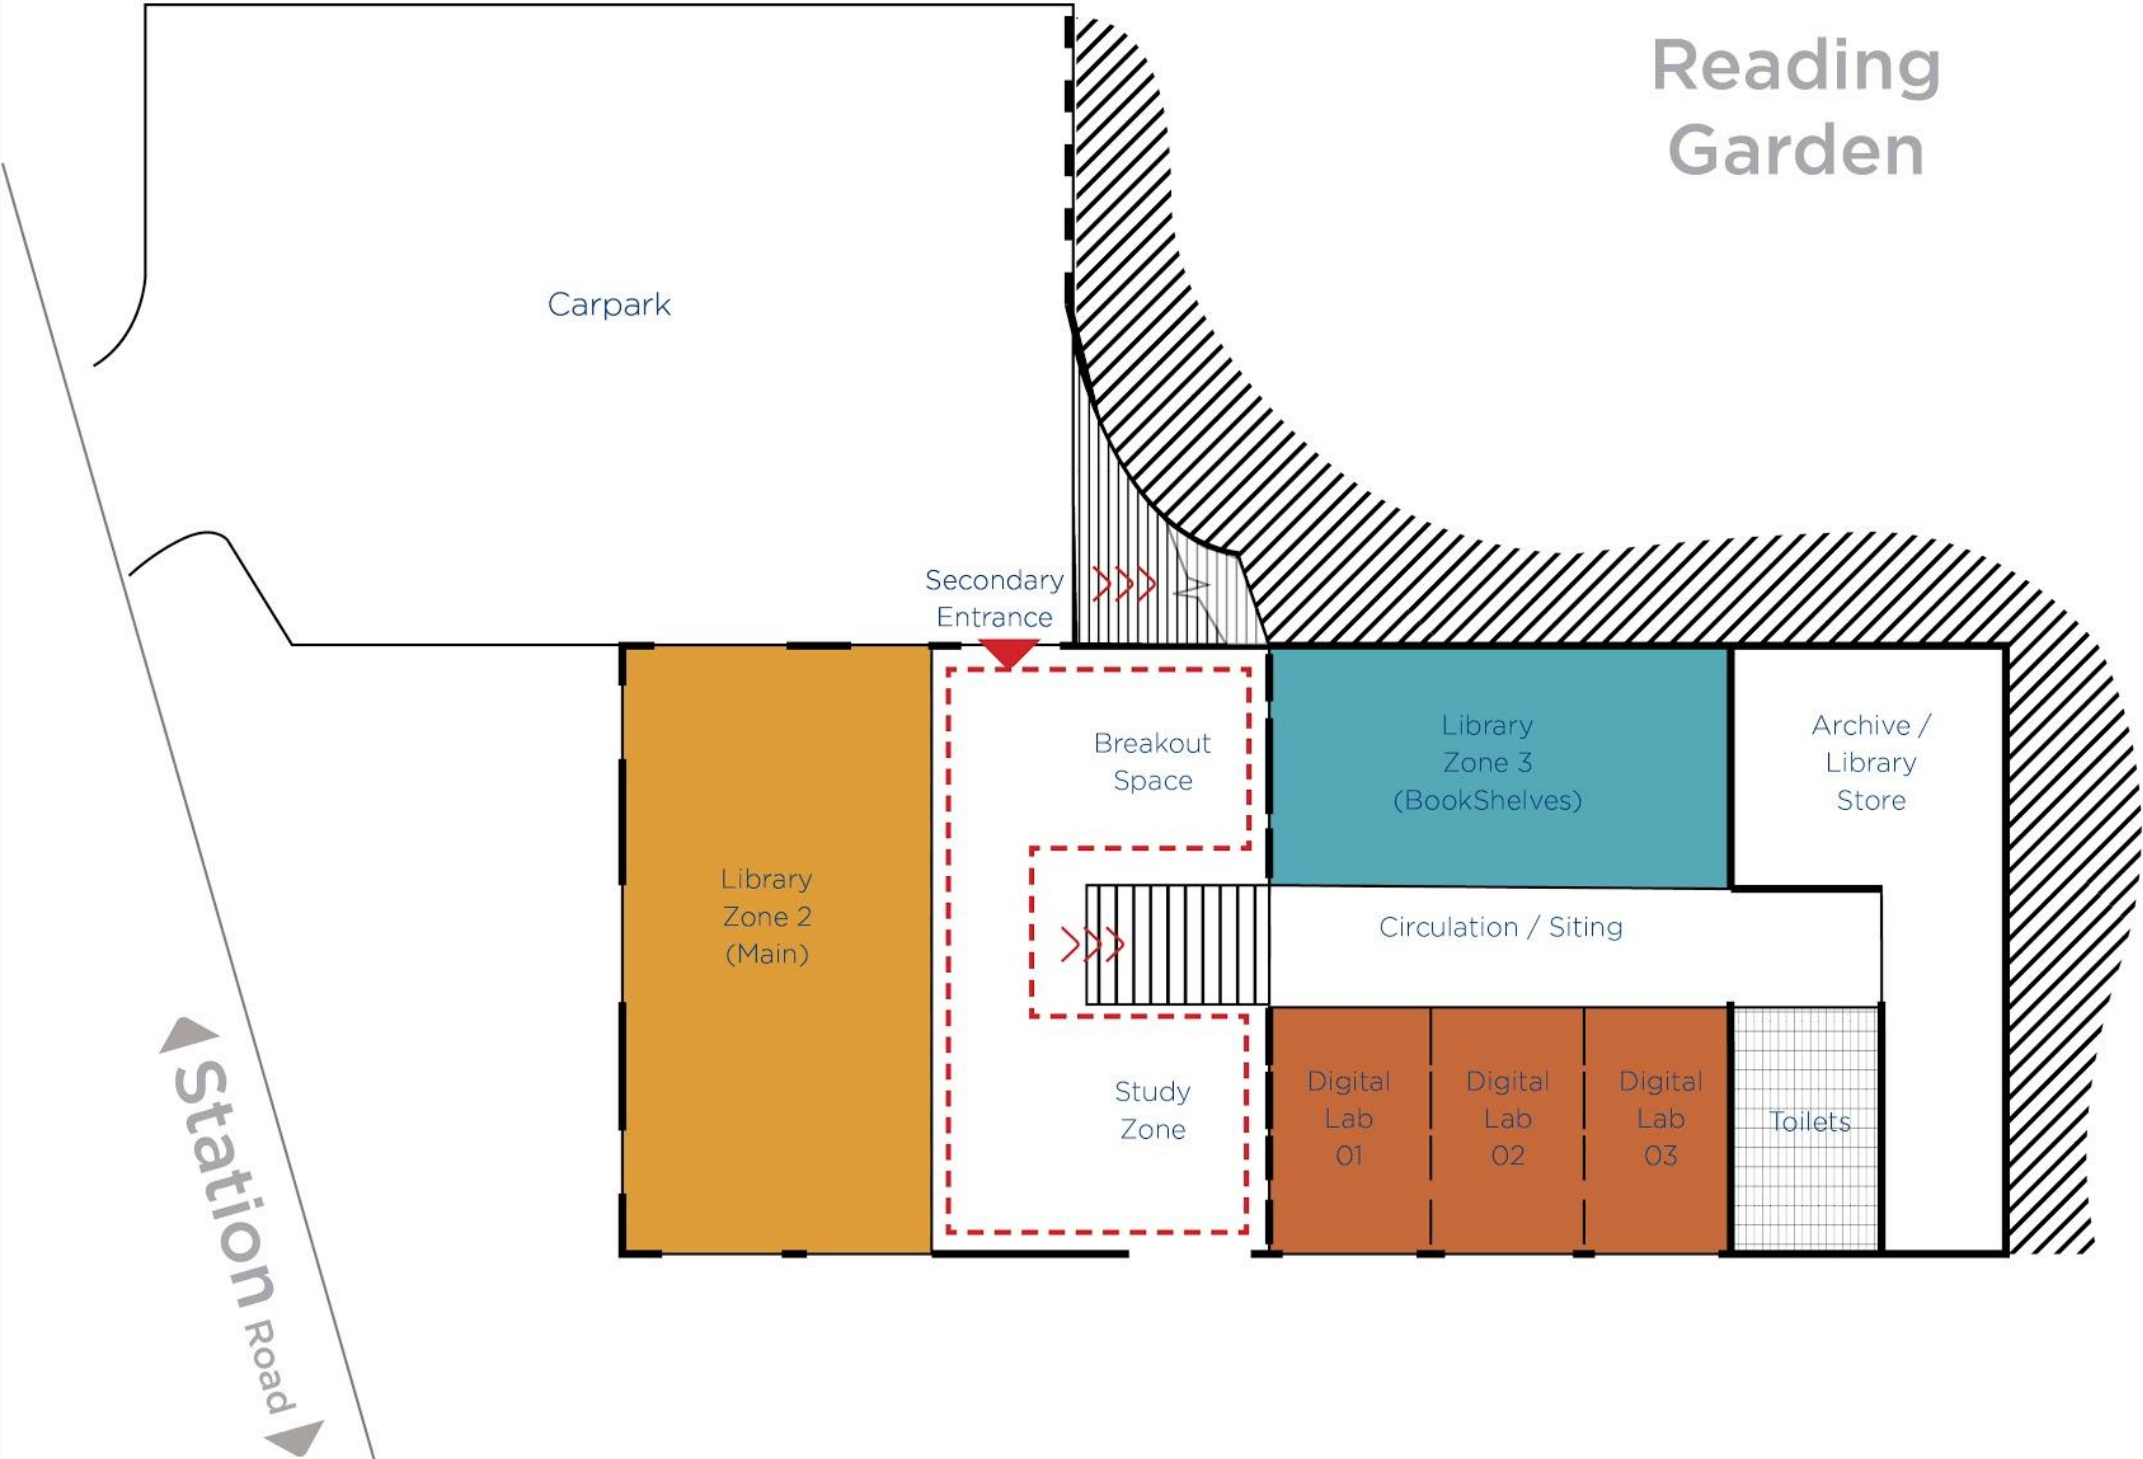 Reading
Garden
Carpark
Secondary
Entrance
Breakout
Space
Library
Zone 3
(BookShelves)
Archive /
Library
Store
Library
Zone 2
(Main)
Circulation / Siting
Study
Zone
Digital
Lab
01
Digital
Lab
02
Digital
Lab
03
Toilets
Station Road